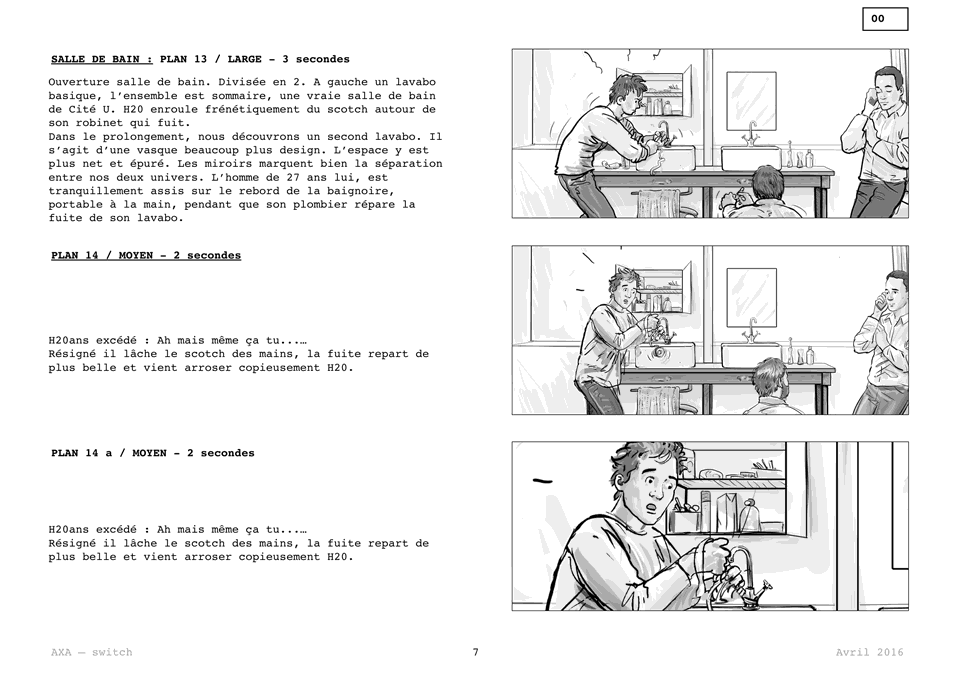 00
SALLE DE BAIN : PLAN 13 / LARGE – 3 secondes
Ouverture salle de bain. Divisée en 2. A gauche un lavabo
basique, l’ensemble est sommaire, une vraie salle de bain
de Cité U. H20 enroule frénétiquement du scotch autour de
son robinet qui fuit.
Dans le prolongement, nous découvrons un second lavabo. Il
s’agit d’une vasque beaucoup plus design. L’espace y est
plus net et épuré. Les miroirs marquent bien la séparation
entre nos deux univers. L’homme de 27 ans lui, est
tranquillement assis sur le rebord de la baignoire,
portable à la main, pendant que son plombier répare la
fuite de son lavabo.
PLAN 14 / MOYEN – 2 secondes
H20ans excédé : Ah mais même ça tu...…
Résigné il lâche le scotch des mains, la fuite repart de
plus belle et vient arroser copieusement H20.
PLAN 14 a / MOYEN – 2 secondes
H20ans excédé : Ah mais même ça tu...…
Résigné il lâche le scotch des mains, la fuite repart de
plus belle et vient arroser copieusement H20.
AXA – switch
7
Avril 2016